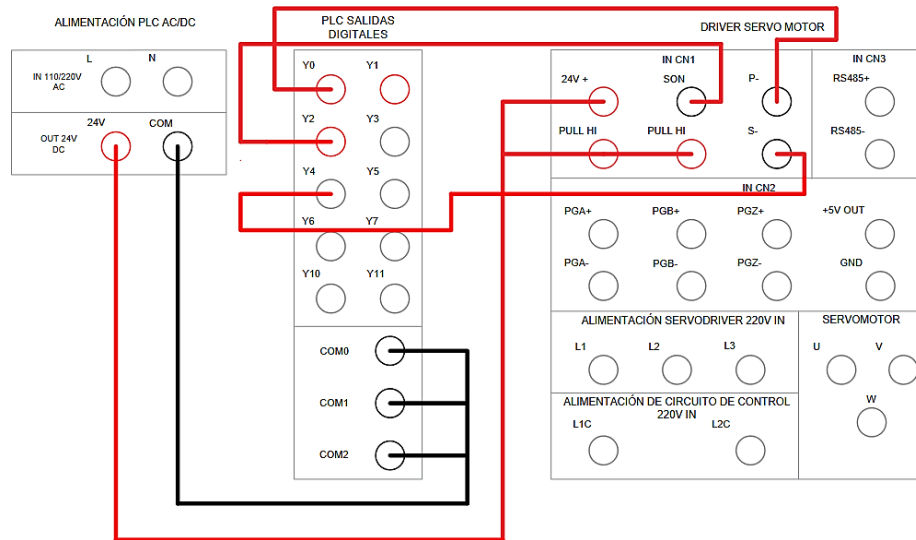 ALIMENTACIÓN PLC AC/DC
L
N
IN 110/220V
AC
24V
COM
OUT 24V
DC
PLC SALIDAS
DIGITALES
Y0
Y1
Y2
Y3
Y4
Y5
Y6
Y7
Y10
Y11
COM0
COM1
COM2
DRIVER SERVO MOTOR
IN CN1
24V +
SON
P-
PULL HI
PULL HI
S-
IN CN3
RS485+
RS485-
IN CN2
PGA+
PGB+
PGZ+
+5V OUT
PGA-
PGB-
PGZ-
GND
ALIMENTACIÓN SERVODRIVER 220V IN
L1
L2
L3
ALIMENTACIÓN DE CIRCUITO DE CONTROL
220V IN
L1C
L2C
SERVOMOTOR
U
V
W